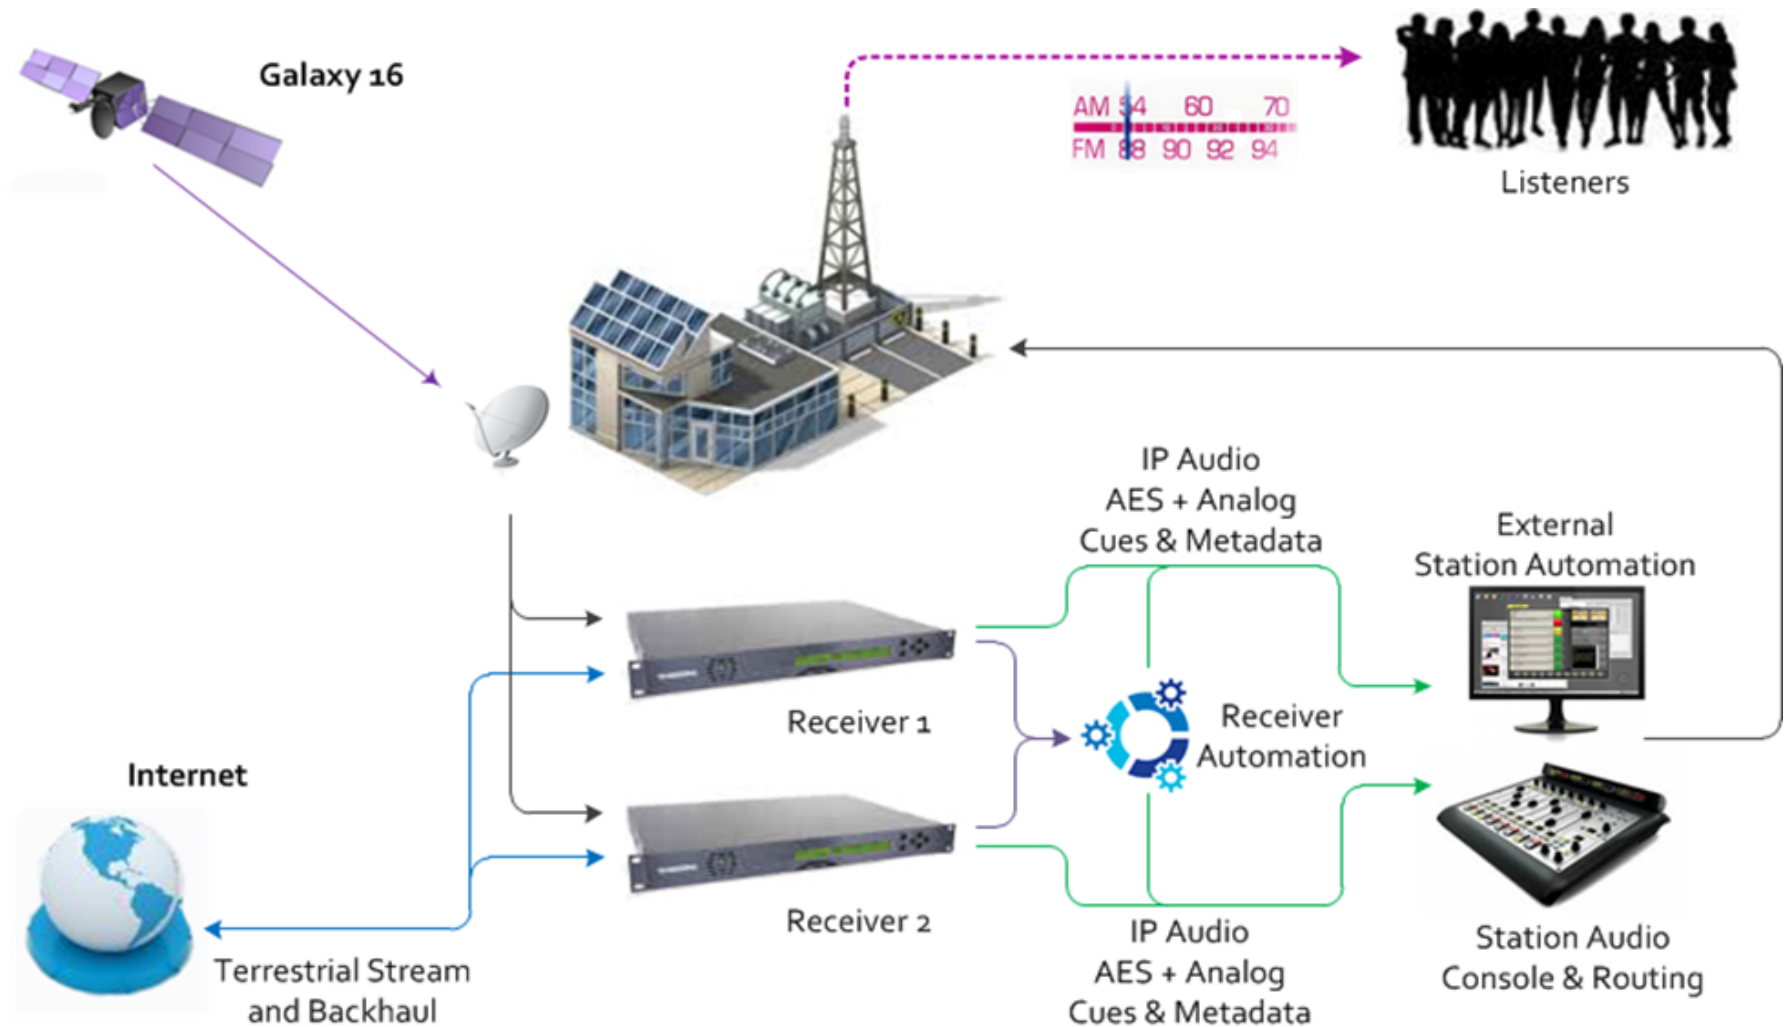 Galaxy 16
AM 54 60 70
FM 88 90 92 94
Listeners
IP Audio
AES + Analog
Cues & Metadata
External
Station Automation
Receiver 1
Receiver
Automation
Internet
Receiver 2
Terrestrial Stream
and Backhaul
IP Audio
AES + Analog
Cues & Metadata
Station Audio
Console & Routing